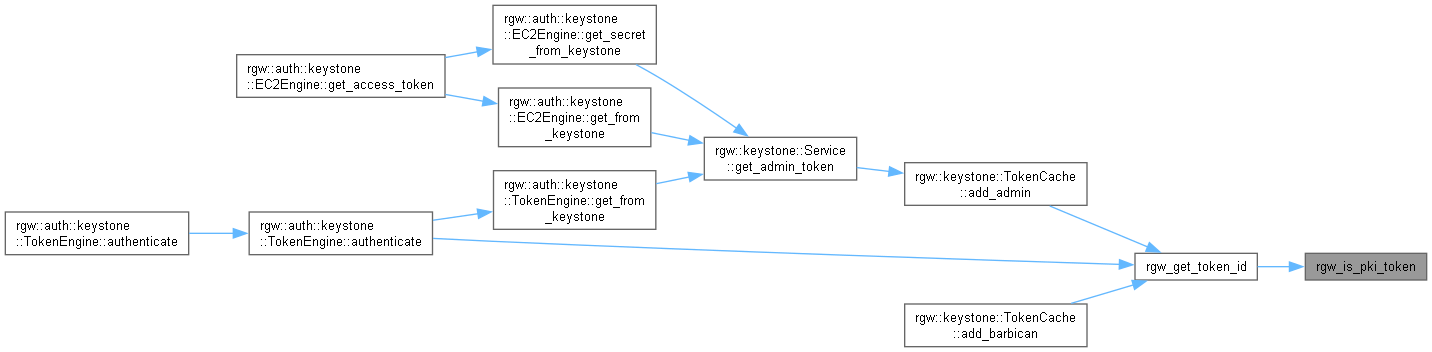 rgw::auth::keystone
::EC2Engine::get_secret
_from_keystone
rgw::auth::keystone
::EC2Engine::get_access_token
rgw::auth::keystone
::EC2Engine::get_from
_keystone
rgw::keystone::Service
::get_admin_token
rgw::keystone::TokenCache
::add_admin
rgw::auth::keystone
::TokenEngine::get_from
_keystone
rgw::auth::keystone
::TokenEngine::authenticate
rgw::auth::keystone
::TokenEngine::authenticate
rgw_get_token_id
rgw_is_pki_token
rgw::keystone::TokenCache
::add_barbican